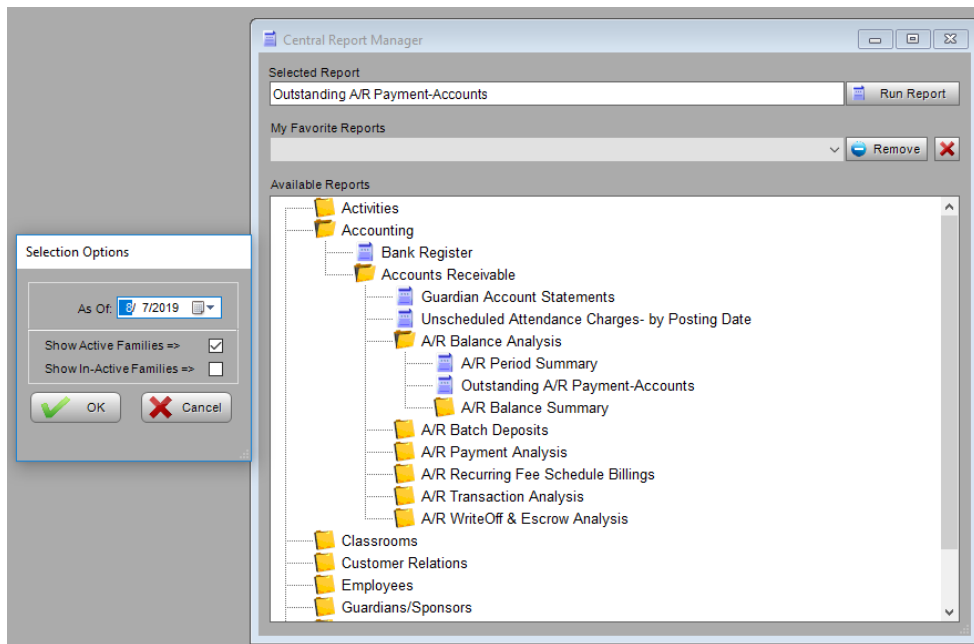 Central Report Manager
Selected Report
Outstanding A/R Payment-Accounts
Run Report
My Favorite Reports
Remove
Available Reports
Activities
Accounting
Bank Register
Accounts Receivable
Guardian Account Statements
Unscheduled Attendance Charges- by Posting Date
A/R Balance Analysis
A/R Period Summary
Outstanding A/R Payment-Accounts
A/R Balance Summary
A/R Batch Deposits
A/R Payment Analysis
A/R Recurring Fee Schedule Billings
A/R Transaction Analysis
A/R WriteOff & Escrow Analysis
Classrooms
Customer Relations
Employees
Guardians/Sponsors
Selection Options
As Of: 8/ 7/2019
Show Active Families =>
Show In-Active Families =>
OK Cancel